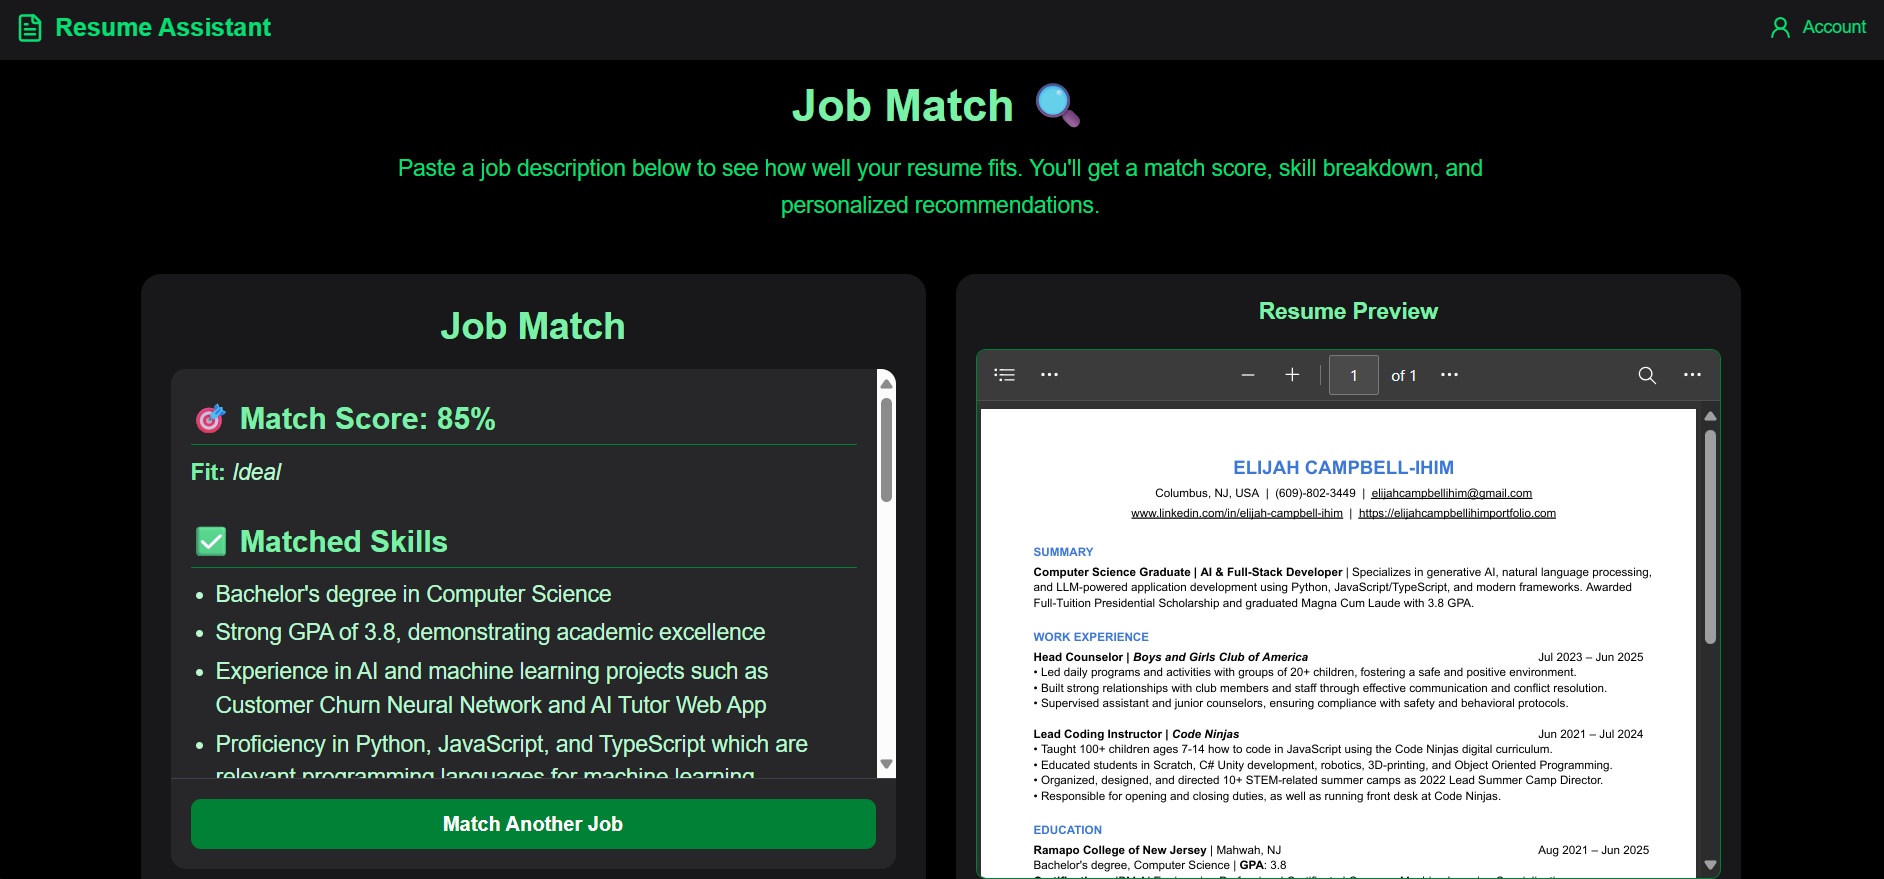 Resume Assistant
Account
Job Match
Paste a job description below to see how well your resume fits. You'll get a match score, skill breakdown, and
personalized recommendations.
Job Match
Match Score: 85%
Fit: Ideal
Matched Skills
• Bachelor's degree in Computer Science
• Strong GPA of 3.8, demonstrating academic excellence
• Experience in AI and machine learning projects such as
Customer Churn Neural Network and AI Tutor Web App
• Proficiency in Python, JavaScript, and TypeScript which are
relevant programming languages for machine learning
Match Another Job
Resume Preview
1 of 1
ELIJAH CAMPBELL-IHIM
Columbus, NJ, USA | (609)-802-3449 | elijahcampbellihim@gmail.com
www.linkedin.com/in/elijah-campbell-ihim | https://elijahcampbellihimportfolio.com
SUMMARY
Computer Science Graduate | AI & Full-Stack Developer | Specializes in generative AI, natural language processing,
and LLM-powered application development using Python, JavaScript/TypeScript, and modern frameworks. Awarded
Full-Tuition Presidential Scholarship and graduated Magna Cum Laude with 3.8 GPA.
WORK EXPERIENCE
Head Counselor | Boys and Girls Club of America Jul 2023 – Jun 2025
• Led daily programs and activities with groups of 20+ children, fostering a safe and positive environment.
• Built strong relationships with club members and staff through effective communication and conflict resolution.
• Supervised assistant and junior counselors, ensuring compliance with safety and behavioral protocols.
Lead Coding Instructor | Code Ninjas Jun 2021 – Jul 2024
• Taught 100+ children ages 7-14 how to code in JavaScript using the Code Ninjas digital curriculum.
• Educated students in Scratch, C# Unity development, robotics, 3D-printing, and Object Oriented Programming.
• Organized, designed, and directed 10+ STEM-related summer camps as 2022 Lead Summer Camp Director.
• Responsible for opening and closing duties, as well as running front desk at Code Ninjas.
EDUCATION
Ramapo College of New Jersey | Mahwah, NJ Aug 2021 – Jun 2025
Bachelor's degree, Computer Science | GPA: 3.8